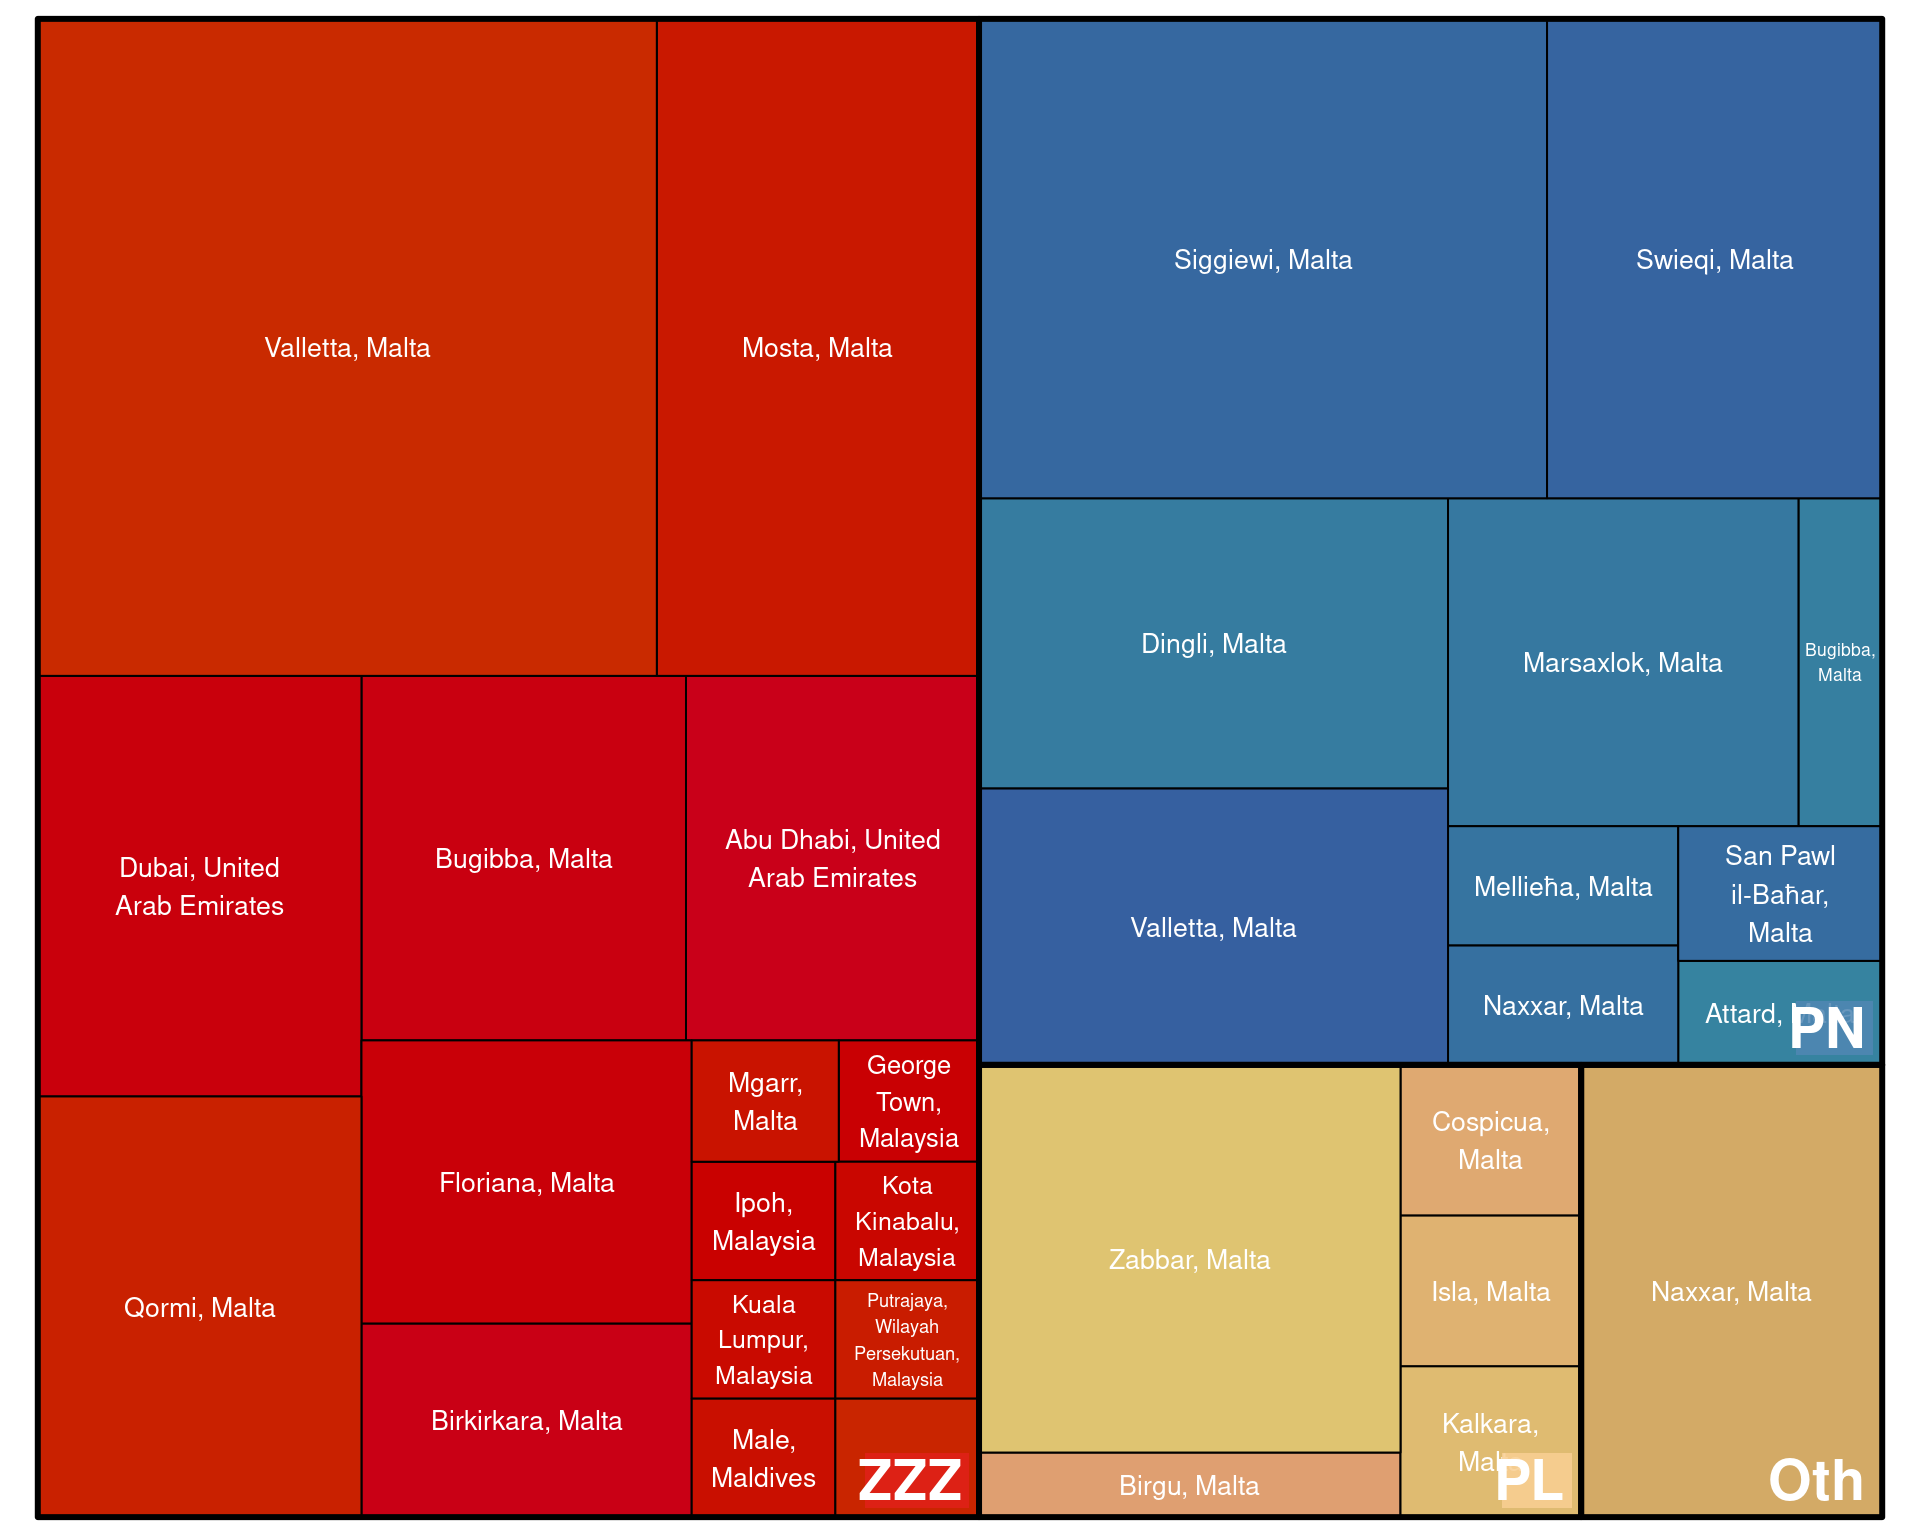 Valletta, Malta
Mosta, Malta
Dubai, United
Arab Emirates
Bugibba, Malta
Abu Dhabi, United
Arab Emirates
Qormi, Malta
Floriana, Malta
Birkirkara, Malta
Mgarr,
Malta
George
Town,
Malaysia
Ipoh,
Malaysia
Kota
Kinabalu,
Malaysia
Kuala
Lumpur,
Malaysia
Putrajaya,
Wilayah
Persekutuan,
Malaysia
Male,
Maldives
ZZZ
Siggiewi, Malta
Swieqi, Malta
Dingli, Malta
Marsaxlok, Malta
Bugibba,
Malta
Valletta, Malta
Mellieħa, Malta
Naxxar, Malta
San Pawl
il-Baħar,
Malta
Attard,
PN
Zabbar, Malta
Birgu, Malta
Cospicua,
Malta
Isla, Malta
Kalkara,
PL
Naxxar, Malta
Oth